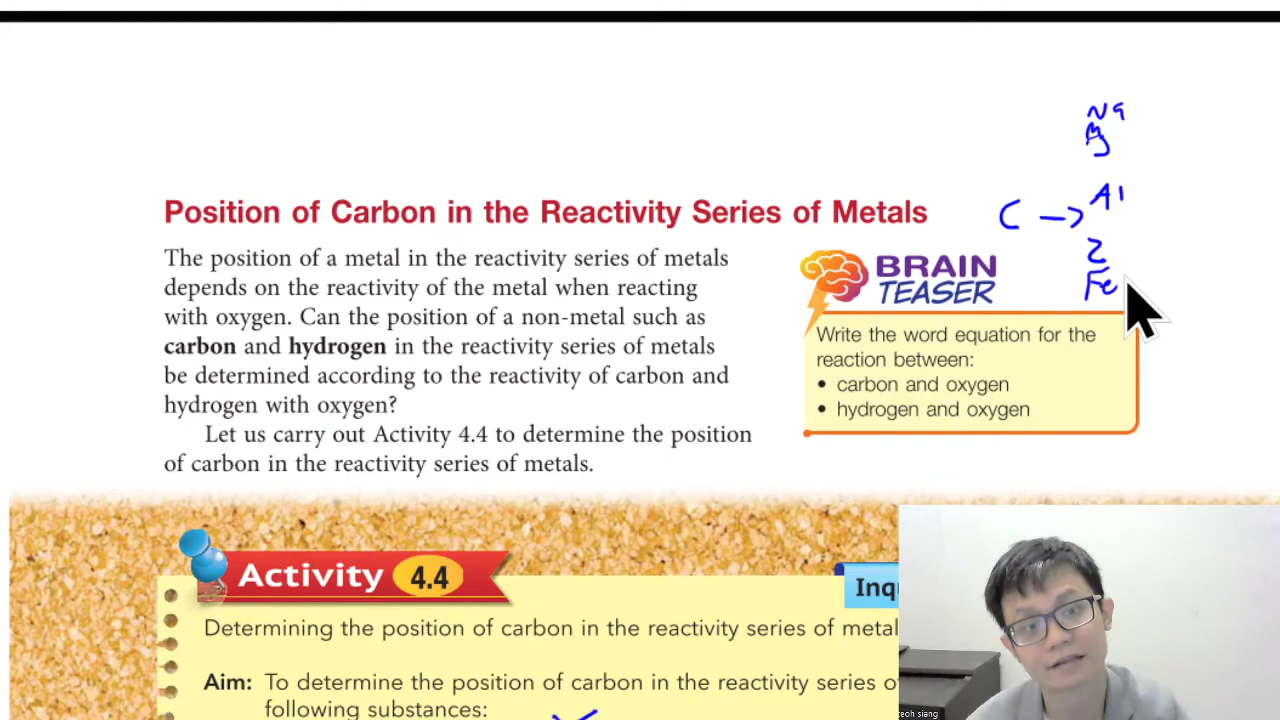 Na
Mg
Al
Position of Carbon in the Reactivity Series of Metals
C →
Z
Fe
The position of a metal in the reactivity series of metals
depends on the reactivity of the metal when reacting
with oxygen. Can the position of a non-metal such as
carbon and hydrogen in the reactivity series of metals
be determined according to the reactivity of carbon and
hydrogen with oxygen?
Let us carry out Activity 4.4 to determine the position
of carbon in the reactivity series of metals.
BRAIN
TEASER
Write the word equation for the
reaction between:
• carbon and oxygen
• hydrogen and oxygen
Activity 4.4
Inq
Determining the position of carbon in the reactivity series of metal
Aim: To determine the position of carbon in the reactivity series o
following substances:
teoh siang